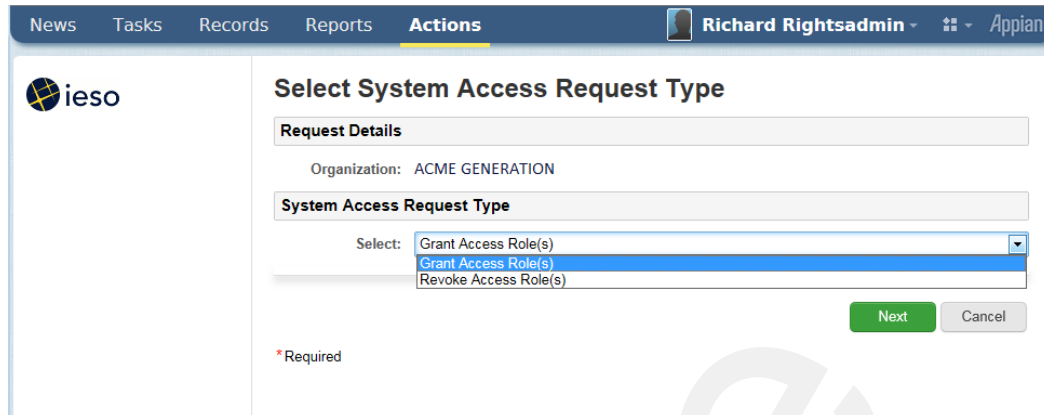 News Tasks Records Reports Actions Richard Rightsadmin Appian
ieso
Select System Access Request Type
Request Details
Organization: ACME GENERATION
System Access Request Type
Select: Grant Access Role(s)
Grant Access Role(s)
Revoke Access Role(s)
Next Cancel
*Required